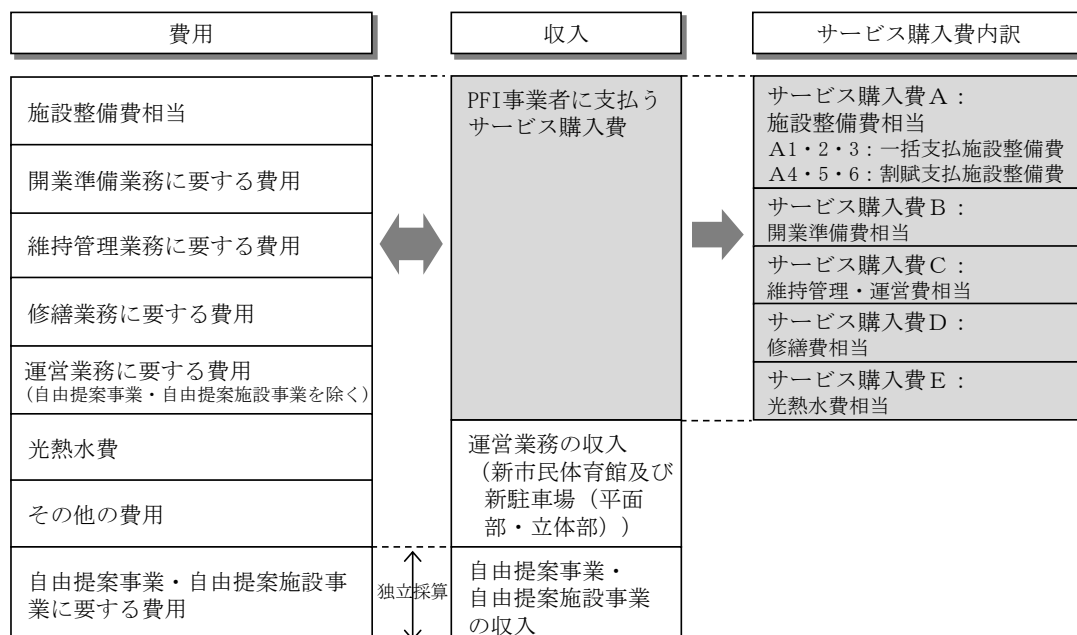 費用
収入
サービス購入費内訳
施設整備費相当
開業準備業務に要する費用
維持管理業務に要する費用
修繕業務に要する費用
運営業務に要する費用
(自由提案事業・自由提案施設事業を除く)
光熱水費
その他の費用
自由提案事業・自由提案施設事
業に要する費用
独立採算
PFI事業者に支払う
サービス購入費
運営業務の収入
（新市民体育館及び
新駐車場（平面
部・立体部））
自由提案事業・
自由提案施設事業
の収入
サービス購入費Ａ：
施設整備費相当
Ａ1・2・3：一括支払施設整備費
Ａ4・5・6：割賦支払施設整備費
サービス購入費Ｂ：
開業準備費相当
サービス購入費Ｃ：
維持管理・運営費相当
サービス購入費Ｄ：
修繕費相当
サービス購入費Ｅ：
光熱水費相当